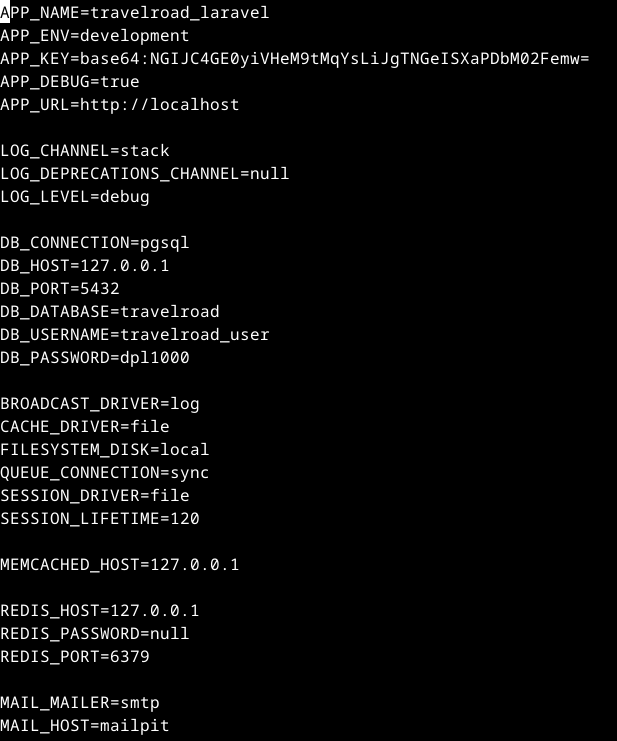 APP_NAME=travelroad_laravel
APP_ENV=development
APP_KEY=base64:NGIJC4GE0yiVHeM9tMqYsLiJgTNGeISXaPDbM02Femw=
APP_DEBUG=true
APP_URL=http://localhost
LOG_CHANNEL=stack
LOG_DEPRECATIONS_CHANNEL=null
LOG_LEVEL=debug
DB_CONNECTION=pgsql
DB_HOST=127.0.0.1
DB_PORT=5432
DB_DATABASE=travelroad
DB_USERNAME=travelroad_user
DB_PASSWORD=dpl1000
BROADCAST_DRIVER=log
CACHE_DRIVER=file
FILESYSTEM_DISK=local
QUEUE_CONNECTION=sync
SESSION_DRIVER=file
SESSION_LIFETIME=120
MEMCACHED_HOST=127.0.0.1
REDIS_HOST=127.0.0.1
REDIS_PASSWORD=null
REDIS_PORT=6379
MAIL_MAILER=smtp
MAIL_HOST=mailpit